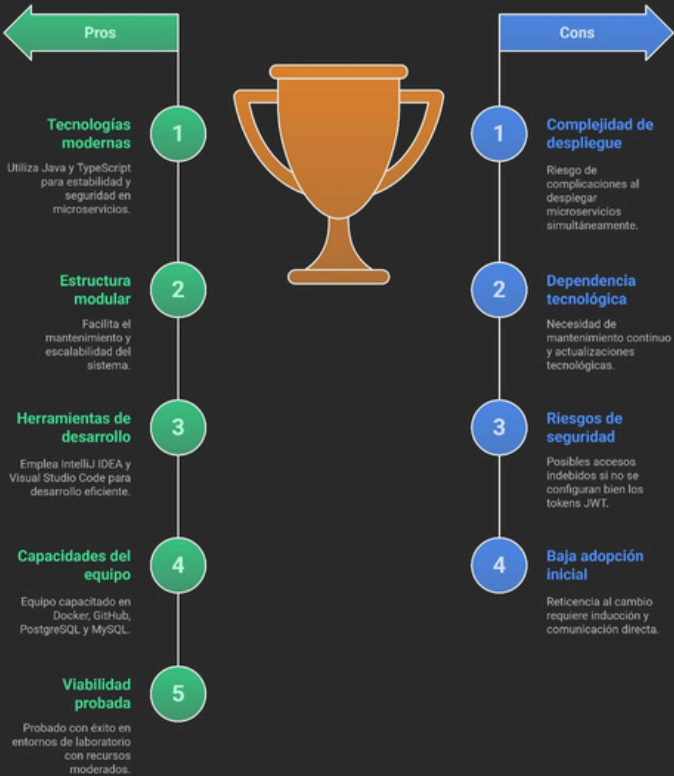 Pros
1
Tecnologías
modernas
Utiliza Java y TypeScript
para estabilidad y
seguridad en
microservicios.
2
Estructura
modular
Facilita el
mantenimiento y
escalabilidad del
sistema.
3
Herramientas de
desarrollo
Emplea IntelliJ IDEA y
Visual Studio Code para
desarrollo eficiente.
4
Capacidades del
equipo
Equipo capacitado en
Docker, GitHub,
PostgreSQL y MySQL.
5
Viabilidad
probada
Probado con éxito en
entornos de laboratorio
con recursos
moderados.
Cons
1
Complejidad de
despliegue
Riesgo de
complicaciones al
desplegar
microservicios
simultáneamente.
2
Dependencia
tecnológica
Necesidad de
mantenimiento continuo
y actualizaciones
tecnológicas.
3
Riesgos de
seguridad
Posibles accesos
indebidos si no se
configuran bien los
tokens JWT.
4
Baja adopción
inicial
Reticencia al cambio
requiere inducción y
comunicación directa.